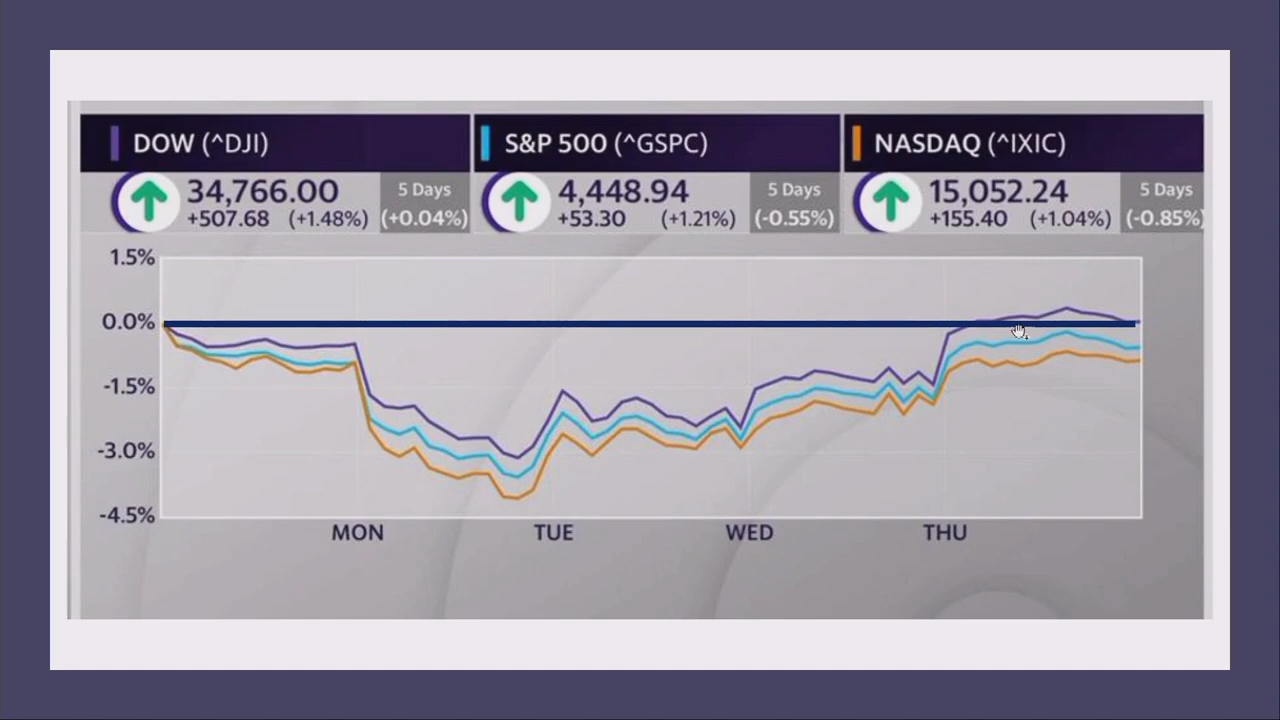 DOW (^DJI)
34,766.00
+507.68 (+1.48%)
5 Days
(+0.04%)
S&P 500 (^GSPC)
4,448.94
+53.30 (+1.21%)
5 Days
(-0.55%)
NASDAQ (^IXIC)
15,052.24
+155.40 (+1.04%)
5 Days
(-0.85%)
1.5%
0.0%
-1.5%
-3.0%
-4.5%
MON TUE WED THU